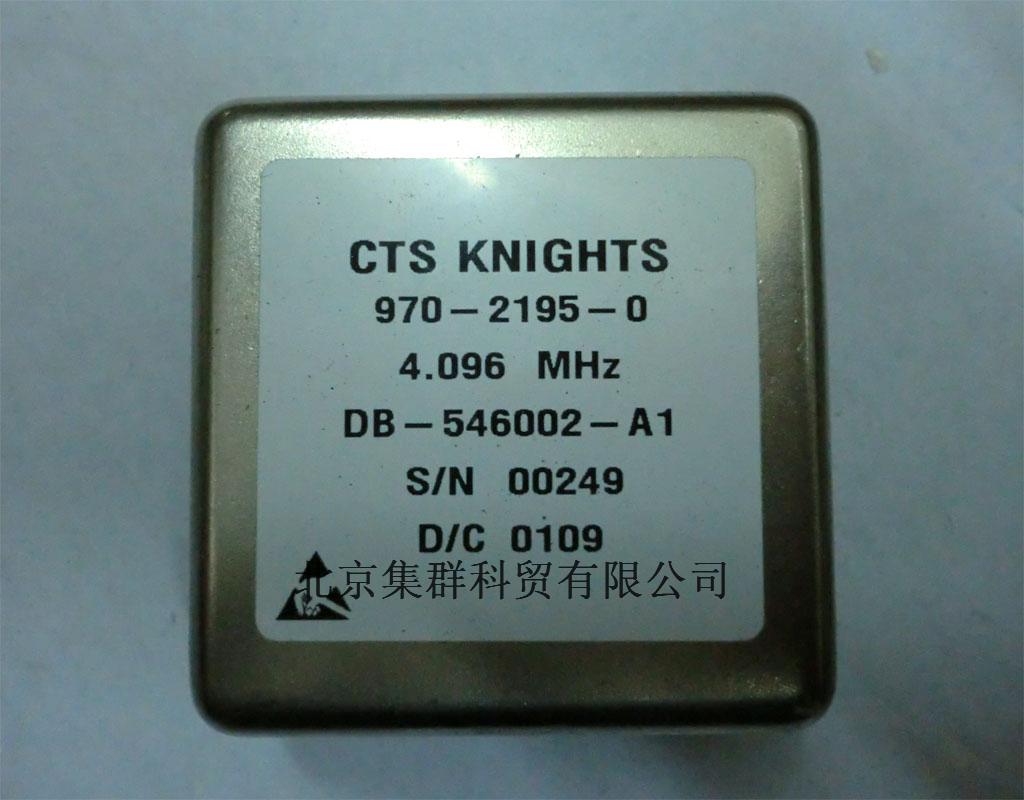 CTS KNIGHTS
970-2195-0
4.096 MHz
DB-546002-A1
S/N 00249
D/C 0109
北京集群科贸有限公司